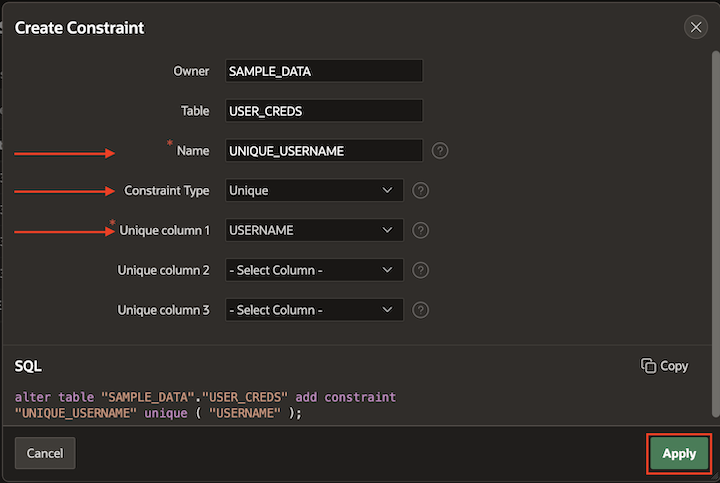 Create Constraint
Owner SAMPLE_DATA
Table USER_CREDS
* Name UNIQUE_USERNAME ?
Constraint Type Unique ?
* Unique column 1 USERNAME ?
Unique column 2 - Select Column - ?
Unique column 3 - Select Column - ?
SQL Copy
alter table "SAMPLE_DATA"."USER_CREDS" add constraint
"UNIQUE_USERNAME" unique ( "USERNAME" );
Cancel Apply